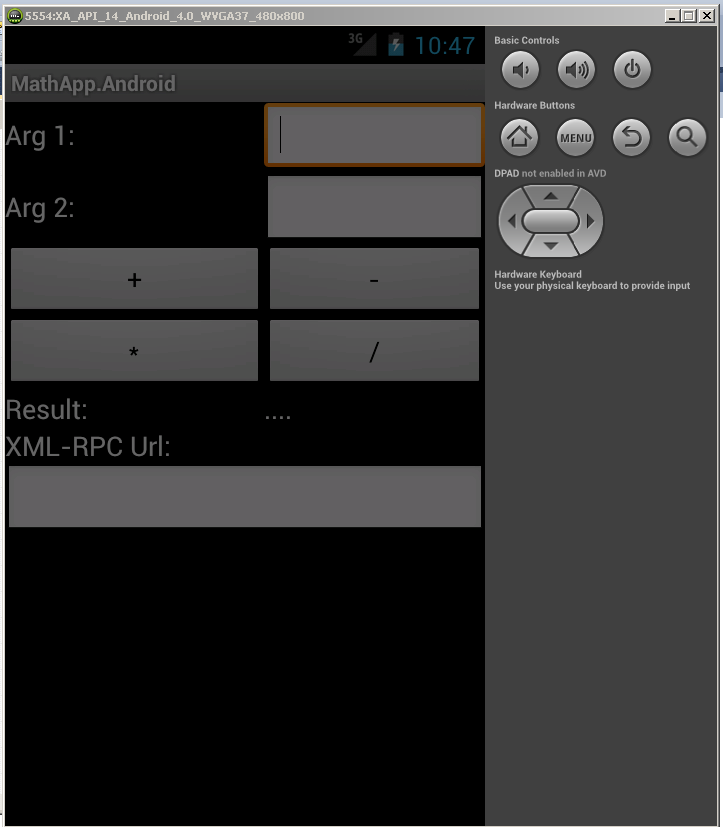 5554:XA_API_14_Android_4.0_WVGA37_480x800
3G 10:47
MathApp.Android
Arg 1:
Arg 2:
+ -
* /
Result: ....
XML-RPC Url:
Basic Controls
Hardware Buttons
MENU
DPAD not enabled in AVD
Hardware Keyboard
Use your physical keyboard to provide input